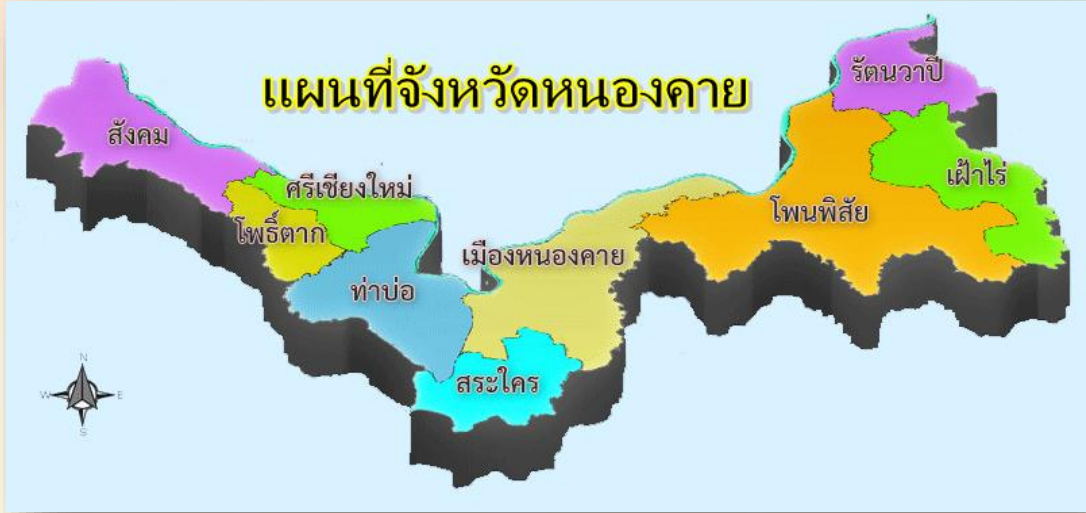 แผนที่จังหวัดหนองคาย
รัตนวาปี
สังคม
ศรีเชียงใหม่
เฝ้าไร่
โพนพิสัย
โพธิ์ตาก
เมืองหนองคาย
ท่าบ่อ
สระใคร
N
W E
S